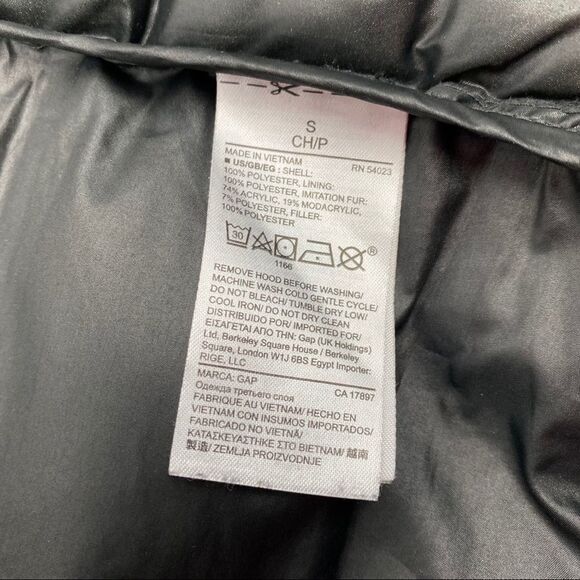 S
CH/P
MADE IN VIETNAM RN 54023
■ US/GB/EG : SHELL:
100% POLYESTER, LINING:
100% POLYESTER, IMITATION FUR:
74% ACRYLIC, 19% MODACRYLIC,
7% POLYESTER, FILLER:
100% POLYESTER
30 ®
1166
REMOVE HOOD BEFORE WASHING/
MACHINE WASH COLD GENTLE CYCLE/
DO NOT BLEACH/ TUMBLE DRY LOW/
COOL IRON/ DO NOT DRY CLEAN
DISTRIBUIDO POR/ IMPORTED FOR/
ΕΙΣΑΓΕΤΑΙ ΑΠΟ ΤΗΝ: Gap (UK Holdings)
Ltd, Berkeley Square House / Berkeley
Square, London W1J 6BS Egypt Importer:
RIGE, LLC
MARCA: GAP CA 17897
Одежда третьего слоя
FABRIQUE AU VIETNAM/ HECHO EN
VIETNAM CON INSUMOS IMPORTADOS/
FABRICADO NO VIETNÃ/
ΚΑΤΑΣΚΕΥΑΣΤΗΚΕ ΣΤΟ ΒΙΕΤΝΑΜ/ 越南
製造/ ZEMLJA PROIZVODNJE